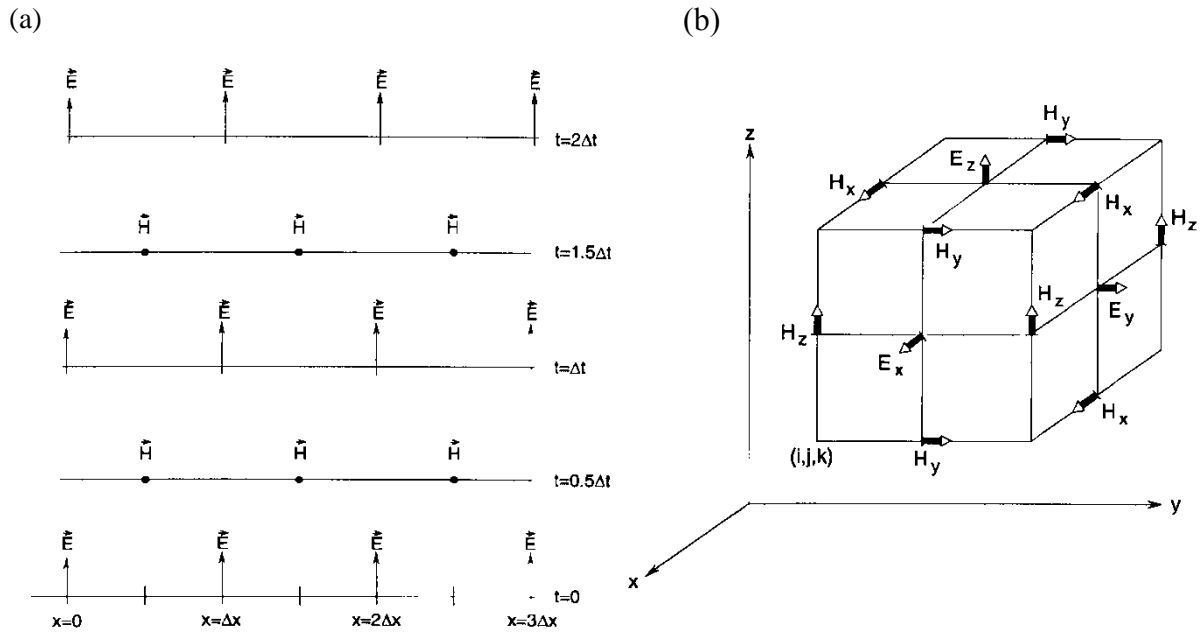 (a)
E⃗ E⃗ E⃗ E⃗
t=2Δt
H⃗ H⃗ H⃗
t=1.5Δt
E⃗ E⃗ E⃗ E⃗
t=Δt
H⃗ H⃗ H⃗
t=0.5Δt
E⃗ E⃗ E⃗ E⃗
t=0
x=0 x=Δx x=2Δx x=3Δx
(b)
z
H_y
E_z
H_x
H_x
H_z
H_y
H_z
E_y
H_z
E_x
H_x
(i,j,k)
H_y
y
x